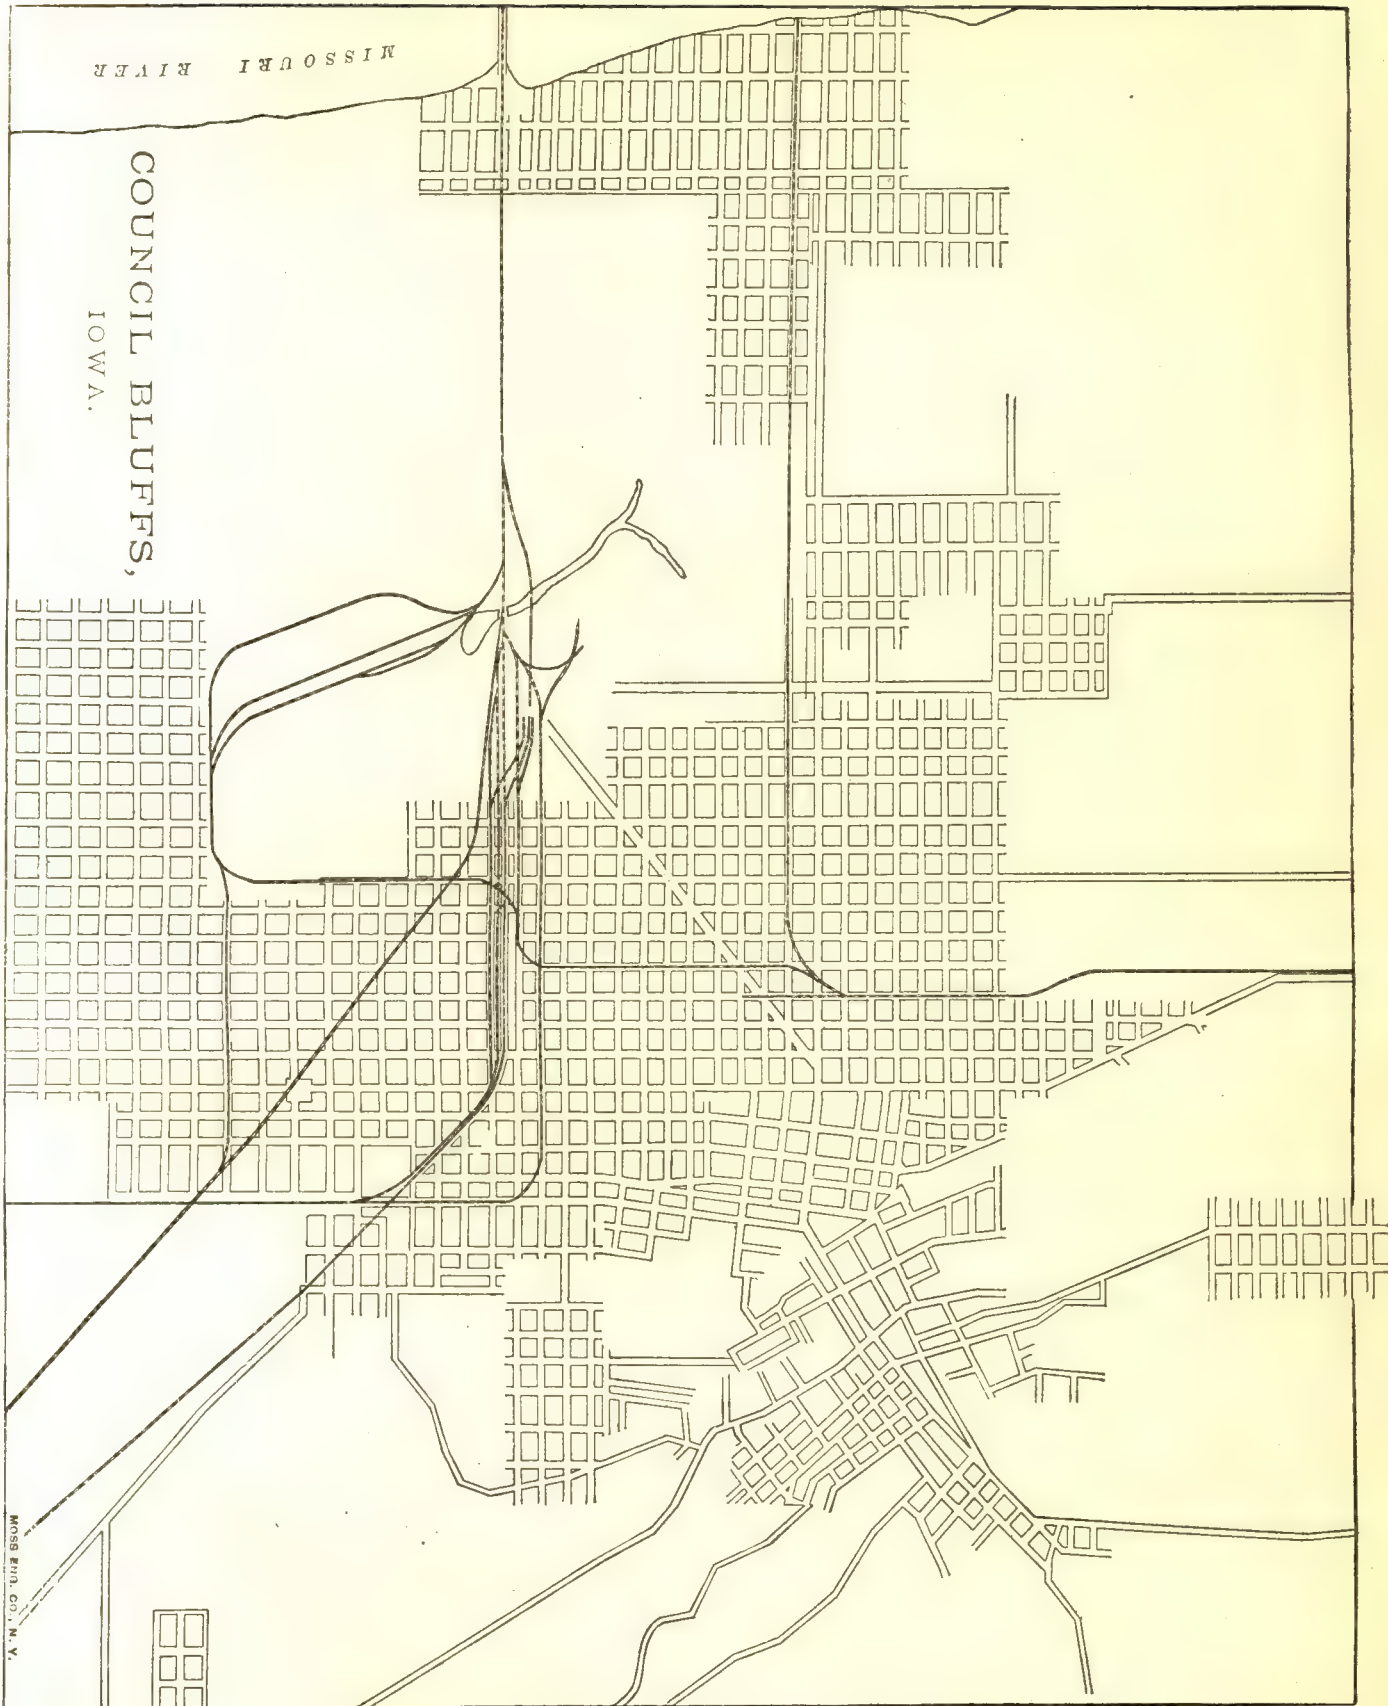 MISSOURI RIVER
COUNCIL BLUFFS,
IOWA.
MOSS ENG. CO., N. Y.